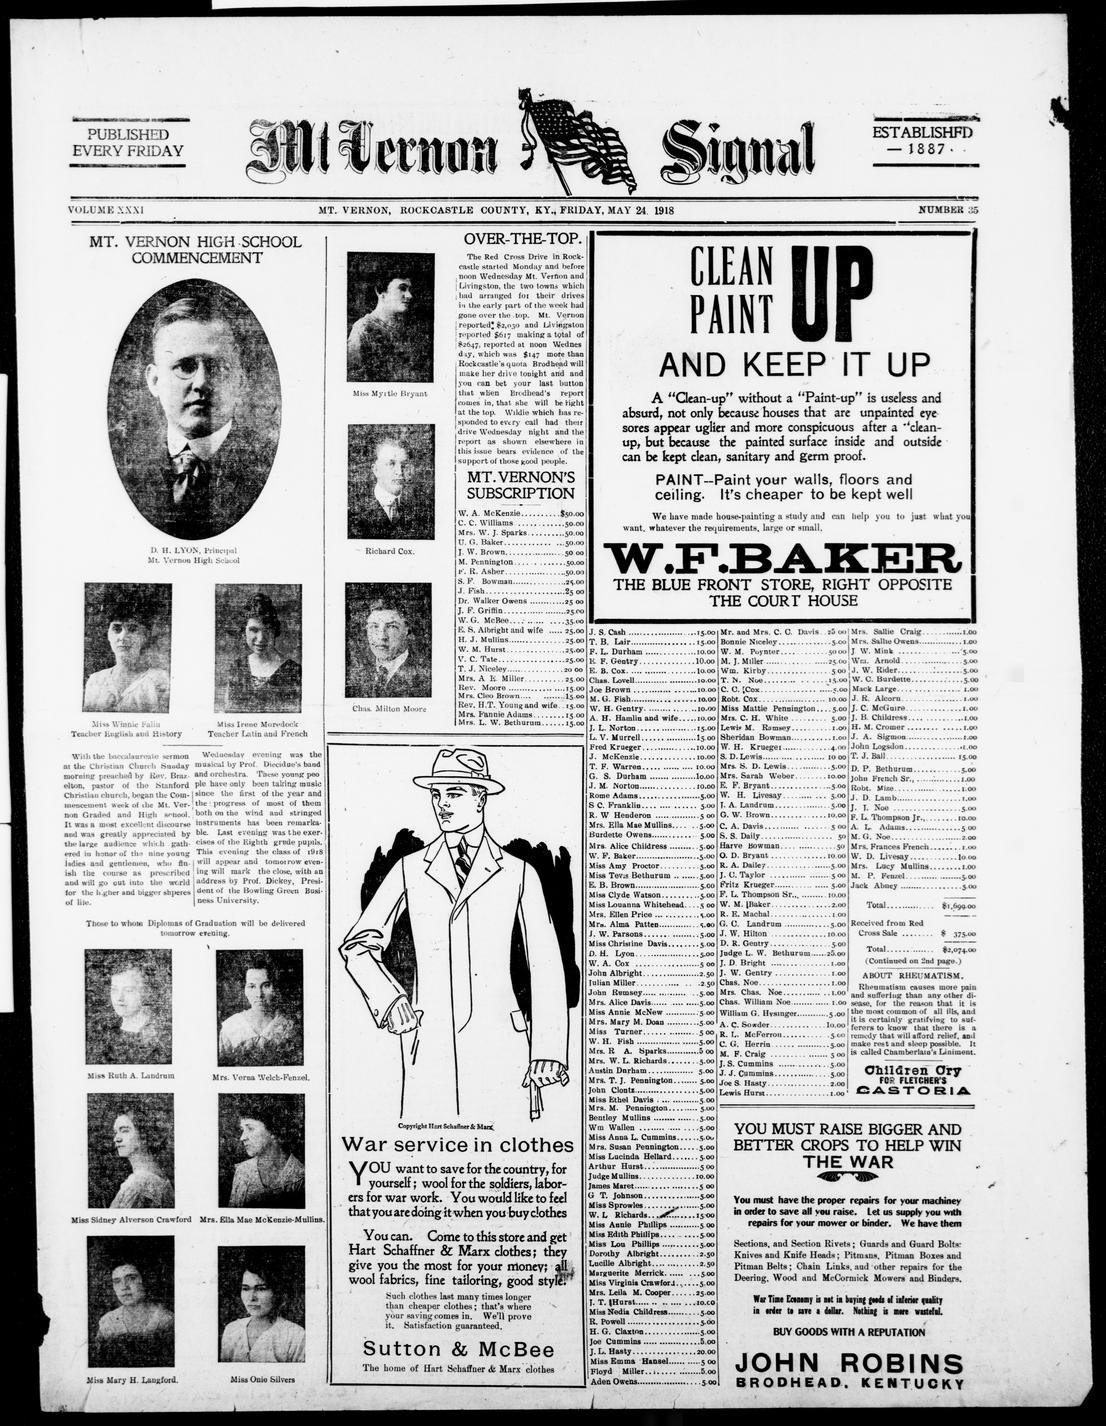 PUBLISHED
EVERY FRIDAY
Mt Vernon Signal
ESTABLISHED
— 1887 ·
VOLUME XXXI
MT. VERNON, ROCKCASTLE COUNTY, KY., FRIDAY, MAY 24. 1918
NUMBER 35
MT. VERNON HIGH SCHOOL
COMMENCEMENT
D. H. LYON, Principal
Mt. Vernon High School
Miss Winnie Falin
Teacher English and History
Miss Irene Moredock
Teacher Latin and French
With the baccalaureate sermon
at the Christian Church Sunday
morning preached by Rev. Braz-
elton, pastor of the Stanford
Christian church, began the Com-
mencement week of the Mt. Ver-
non Graded and High school.
It was a most excellent discourse
and was greatly appreciated by
the large audience which gath-
ered in honor of the nine young
ladies and gentlemen, who fin-
ish the course as prescribed
and will go out into the world
for the higher and bigger shperes
of life.
Wednesday evening was the
musical by Prof. Diecidue's band
and orchestra. These young peo
ple have only been taking music
since the first of the year and
the progress of most of them
both on the wind and stringed
instruments has been remarka-
ble. Last evening was the exer-
cises of the Eighth grade pupils.
This evening the class of 1918
will appear and tomorrow even-
ing will mark the close, with an
address by Prof. Dickey, Presi-
dent of the Bowling Green Busi-
ness University.
Those to whom Diplomas of Graduation will be delivered
tomorrow evening.
Miss Ruth A. Landrum
Mrs. Verna Welch-Fenzel.
Miss Sidney Alverson Crawford
Mrs. Ella Mae McKenzie-Mullins.
Miss Mary H. Langford.
Miss Onio Silvers
Miss Myrtle Bryant
Richard Cox.
Chas. Milton Moore
OVER-THE-TOP.
The Red Cross Drive in Rock-
castle started Monday and before
noon Wednesday Mt. Vernon and
Livingston, the two towns which
had arranged for their drives
in the early part of the week had
gone over the top. Mt. Vernon
reported $2,030 and Livingston
reported $617 making a total of
$2647, reported at noon Wednes
day, which was $147 more than
Rockcastle's quota Brodhead will
make her drive tonight and and
you can bet your last button
that when Brodhead's report
comes in, that she will be right
at the top. Wildie which has re-
sponded to every call had their
drive Wednesday night and the
report as shown elsewhere in
this issue bears evidence of the
support of those good people.
MT. VERNON'S
SUBSCRIPTION
W. A. McKenzie.........$50.00
C. C. Williams ............50.00
Mrs. W. J. Sparks........50.00
U. G. Baker............50.00
J. W. Brown..............50 00
M. Pennington..........50.00
F. R. Asher..............50.00
S. F. Bowman............25.00
J. Fish...................25 00
Dr. Walker Owens ........25 00
J. F. Griffin .............25.00
W. G. McBee..............35.00
E. S. Albright and wife ..... 25.00
H. J. Mullins.............25.00
W. M. Hurst..............25.00
V. C. Tate................25.00
T. J. Niceley..............20 00
Mrs. A E. Miller...........25.00
Rev. Moore ...............15.00
Mrs. Cleo Brown...........15.00
Rev. H.T. Young and wife...15.00
Mrs. Fannie Adams.........15.00
Mrs. L. W. Bethurum.......15.00
Copyright Hart Schaffner & Marx
War service in clothes
YOU want to save for the country, for
yourself; wool for the soldiers, labor-
ers for war work. You would like to feel
that you are doing it when you buy clothes
You can. Come to this store and get
Hart Schaffner & Marx clothes; they
give you the most for your money; all
wool fabrics, fine tailoring, good style.
Such clothes last many times longer
than cheaper clothes; that's where
your saving comes in. We'll prove
it. Satisfaction guaranteed.
Sutton & McBee
The home of Hart Schaffner & Marx clothes
CLEAN
PAINT UP
AND KEEP IT UP
A "Clean-up" without a "Paint-up" is useless and
absurd, not only because houses that are unpainted eye
sores appear uglier and more conspicuous after a "clean-
up, but because the painted surface inside and outside
can be kept clean, sanitary and germ proof.
PAINT--Paint your walls, floors and
ceiling. It's cheaper to be kept well
We have made house-painting a study and can help you to just what you
want, whatever the requirements, large or small.
W.F.BAKER
THE BLUE FRONT STORE, RIGHT OPPOSITE
THE COURT HOUSE
J. S. Cash ..................15.00
T. B. Lair..................15.00
F. L. Durham ..............10.00
E. F. Gentry...............10.00
E. B. Cox..................10.00
Chas. Lovell...............10.00
Joe Brown .................10.00
M. G. Fish.................10.00
W. H. Gentry..............10.00
A. H. Hamlin and wife....10.00
J. L. Norton...............15.00
L. V. Murrell..............15.00
Fred Krueger...............10.00
J. McKenzie................10.00
T. F. Warren...............10.00
G. S. Durham ..............10.00
J. M. Norton...............10.00
Rome Adams.................5.00
S C. Franklin ..............5.00
R. W Henderon .............5 00
Mrs. Ella Mae Mullins.....5.00
Burdette Owens.............5.00
Mrs. Alice Childress ......5.00
W. F. Baker................5.00
Miss Amy Proctor...........5.00
Miss Teva Bethurum ........5.00
E. B. Brown................5.00
Miss Clyde Watson..........5.00
Miss Louanna Whitehead.....5.00
Mrs. Ellen Price ..........5.00
Mrs. Alma Patten...........5.00
J. W. Parsons..............5.00
Miss Christine Davis.......5.00
D. H. Lyon.................5.00
W. A. Cox .................5 00
John Albright..............2.50
Julian Miller..............2.50
John Rumsey................5.00
Mrs. Alice Davis...........5.00
Miss Annie McNew ..........5.00
Mrs. Mary M. Doan .........5.00
Miss Turner................5.00
W. H. Fish ................5.00
Mrs. R A. Sparks...........5 00
Mrs. W. L. Richards........5.00
Austin Durham .............5.00
Mrs. T. J. Pennington......5.00
John Clontz................5.00
Miss Ethel Davis ..........5.00
Mrs. M. Pennington.........5.00
Bentley Mullins ...........5.00
Wm Wallen .................5.00
Miss Anna L. Cummins.......5.00
Mrs. Susan Pennington......5.00
Miss Lucinda Hellard.......5.00
Arthur Hurst...............5 00
Judge Mullins..............10.00
James Maret................5 00
G T. Johnson...............5.00
Miss Sprowles..............5.00
W. L Richards..............15.00
Miss Annie Phillips .......5.00
Miss Edith Phillips........5.00
Miss Lou Phillips .........5.00
Dorothy Albright...........2.50
Lucille Albright...........2.50
Marguerite Merrick.........5.00
Miss Virginia Crawford.....5.00
Mrs. Leila M. Cooper.......25.00
J. T. Hurst................10.00
Miss Nedia Childress.......5.00
R. Powell .................5.00
H. G. Claxton..............5.00
Joe Cummins ...............5.00
J. L. Hasty................20.00
Miss Emma Hansel...........5 00
Floyd Miller...............5.00
Aden Owens.................5.00
Mr. and Mrs. C. C. Davis..25 00
Bonnie Niceley.............5.00
W. M. Poynter..............50 00
M. J. Miller...............25.00
Wm. Kirby .................5.00
T. N. Noe..................15.00
C. C. Cox..................5.00
Robt. Cox..................10.00
Miss Mattie Pennington.....5.00
Mrs. C. H. White ..........5.00
Lewis M. Ramsey ...........1.00
Sheridan Bowman............1.00
W. H. Krueger .............4.00
S. D. Lewis................10 00
Mrs. S. D. Lewis...........5.00
Mrs. Sarah Weber...........10.00
E. F. Bryant...............5.00
W. H. Livesay .............5.00
J. A. Landrum .............5.00
G. W. Brown................10.00
C. A. Davis ...............5 00
S. S. Daily................50
Harve Bowman...............50
O. D. Bryant...............10.00
R. A. Dailey...............5.00
J. C. Taylor ..............5 00
Fritz Krueger..............5.00
F. L. Thompson Sr..........10.00
W. M. Baker................2.00
R. E. Machal...............1.00
G. C. Landrum .............5.00
J. W. Hilton...............10.00
D. R. Gentry...............5.00
Judge L. W. Bethurum.......25.00
J. D. Bright ..............1.00
J. W. Gentry ..............1.00
Chas. Noe..................1.00
Mrs. Chas. Noe ............1.00
Chas. William Noe..........1.00
William G. Hysinger........5.00
A. C. Sowder...............10.00
R. L. McFerron.............5.00
C. G. Herrin ..............5.00
M. F. Craig ...............5 00
J. S. Cummins .............5.00
J. J. Cummins..............5.00
Joe S. Hasty...............2.00
Lewis Hurst................1.00
Mrs. Sallie Craig..........1.00
Mrs. Sallie Owens..........1.00
J W. Mink .................5.00
Wm. Arnold ................5.00
J. W. Rider................5.00
W. C. Burdette.............5.00
Mack Large.................1.00
J. R. Alcorn...............1.00
J. C. McGuire..............1.00
J. B. Childress............1.00
H. M. Cromer ..............1.00
J. A. Sigmon...............1.00
John Logsdon...............1.00
T. J. Ball.................15.00
D. P. Bethurum.............5.00
John French Sr., ..........1.00
Robt. Mize.................1.00
J. D. Lamb.................1.00
J. T. Noe .................5.00
F. L. Thompson Jr.,........10.00
A. L. Adams................5.00
M. G. Noe..................2.00
Mrs. Frances French........1.00
W. D. Livesay .............10.00
Mrs. Lucy Mullins..........1.00
M. P. Fenzel...............5.00
Jack Abney.................5.00
Total............ $1,699.00
Received from Red
Cross Sale ........ $ 375.00
Total............$2,074.00
(Continued on 2nd page.)
ABOUT RHEUMATISM.
Rheumatism causes more pain
and suffering than any other di-
sease, for the reason that it is
the most common of all ills, and
it is certainly gratifying to suf-
ferers to know that there is a
remedy that will afford relief, and
make rest and sleep possible. It
is called Chamberlain's Liniment.
Children Cry
FOR FLETCHER'S
CASTORIA
YOU MUST RAISE BIGGER AND
BETTER CROPS TO HELP WIN
THE WAR
You must have the proper repairs for your machiney
in order to save all you raise. Let us supply you with
repairs for your mower or binder. We have them
Sections, and Section Rivets; Guards and Guard Bolts:
Knives and Knife Heads; Pitmans, Pitman Boxes and
Pitman Belts; Chain Links, and other repairs for the
Deering, Wood and McCormick Mowers and Binders.
War Time Economy is not in buying goods of inferior quality
in order to save a dollar. Nothing is more wasteful.
BUY GOODS WITH A REPUTATION
JOHN ROBINS
BRODHEAD, KENTUCKY